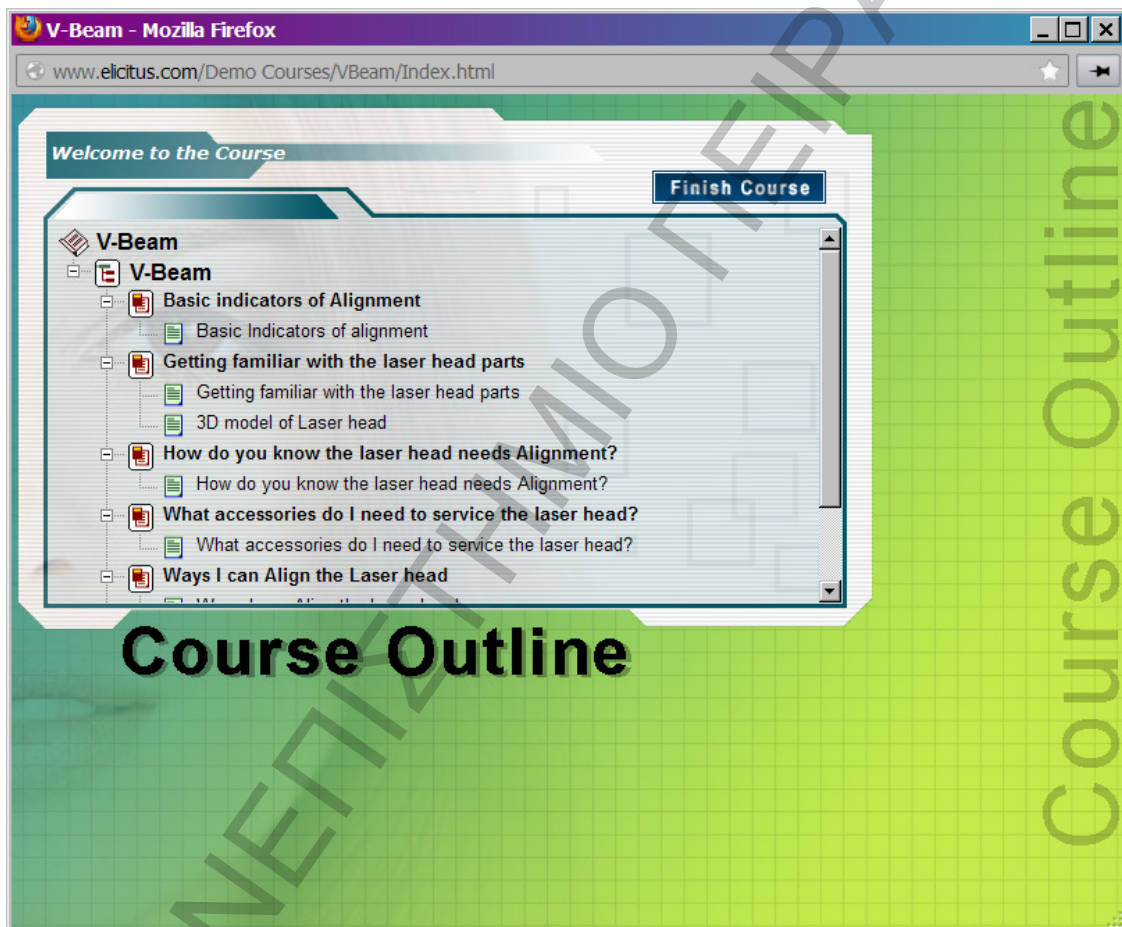 V-Beam - Mozilla Firefox
www.elicitus.com/Demo Courses/VBeam/Index.html
Welcome to the Course
Finish Course
V-Beam
V-Beam
Basic indicators of Alignment
Basic Indicators of alignment
Getting familiar with the laser head parts
Getting familiar with the laser head parts
3D model of Laser head
How do you know the laser head needs Alignment?
How do you know the laser head needs Alignment?
What accessories do I need to service the laser head?
What accessories do I need to service the laser head?
Ways I can Align the Laser head
Course Outline
Course Outline
ΝΕΠΙΣΤΗΜΙΟ ΠΕΙΡΑ